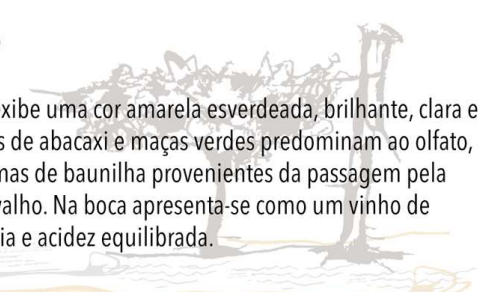 xibe uma cor amarela esverdeada, brilhante, clara e
s de abacaxi e maças verdes predominam ao olfato,
mas de baunilha provenientes da passagem pela
valho. Na boca apresenta-se como um vinho de
ia e acidez equilibrada.